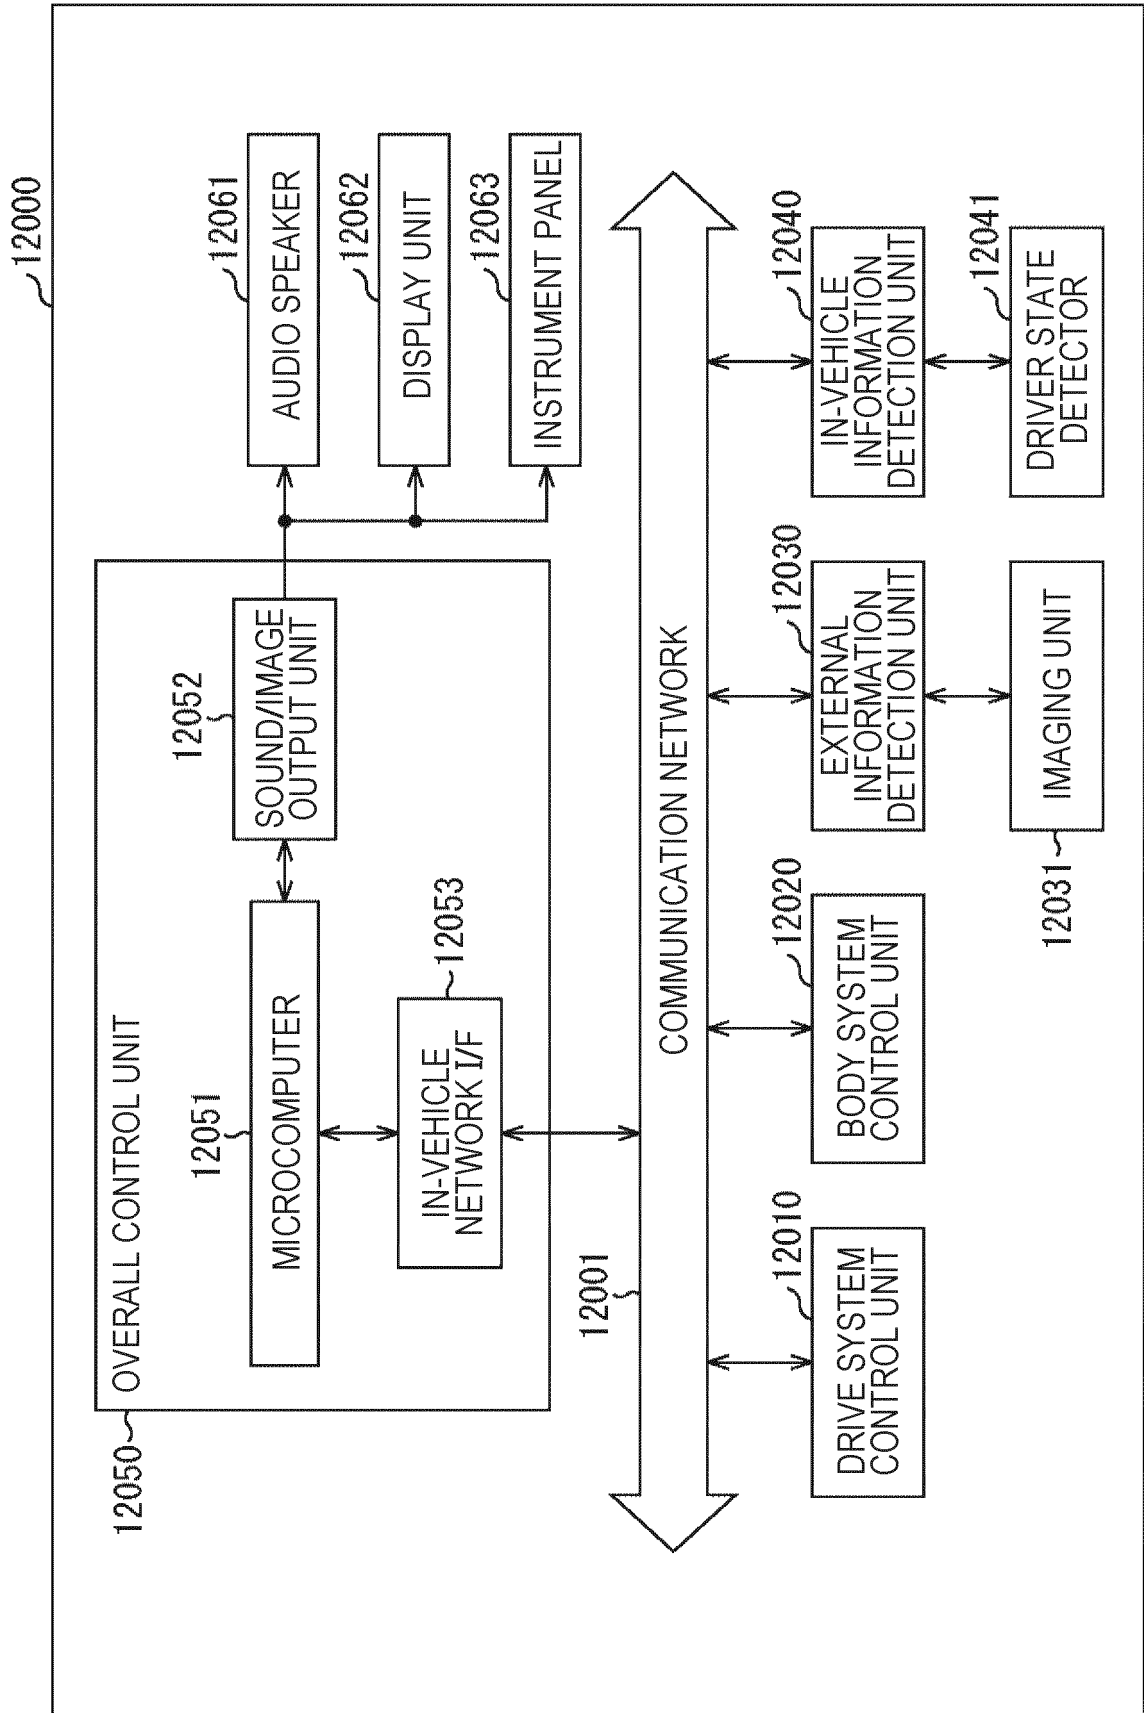 12000
12050
OVERALL CONTROL UNIT
12051
MICROCOMPUTER
12052
SOUND/IMAGE
OUTPUT UNIT
12061
AUDIO SPEAKER
12062
DISPLAY UNIT
12063
INSTRUMENT PANEL
12053
IN-VEHICLE
NETWORK I/F
12001
COMMUNICATION NETWORK
12010
DRIVE SYSTEM
CONTROL UNIT
12020
BODY SYSTEM
CONTROL UNIT
12030
EXTERNAL
INFORMATION
DETECTION UNIT
12040
IN-VEHICLE
INFORMATION
DETECTION UNIT
12031
IMAGING UNIT
12041
DRIVER STATE
DETECTOR